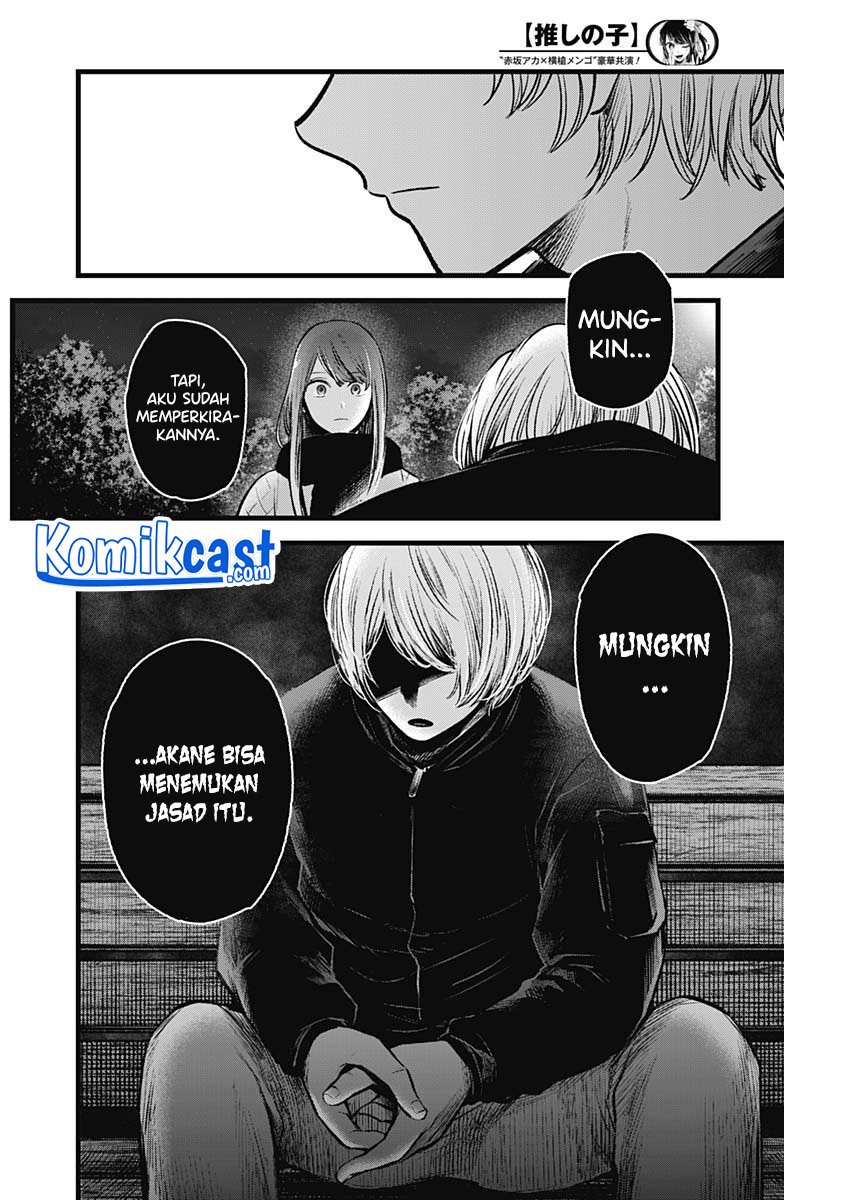 【推しの子】
"赤坂アカ×横槍メンゴ"豪華共演!
MUNG-
KIN...
TAPI,
AKU SUDAH
MEMPERKIRA-
KANNYA.
Komikcast
.com
MUNGKIN
...
...AKANE BISA
MENEMUKAN
JASAD ITU.